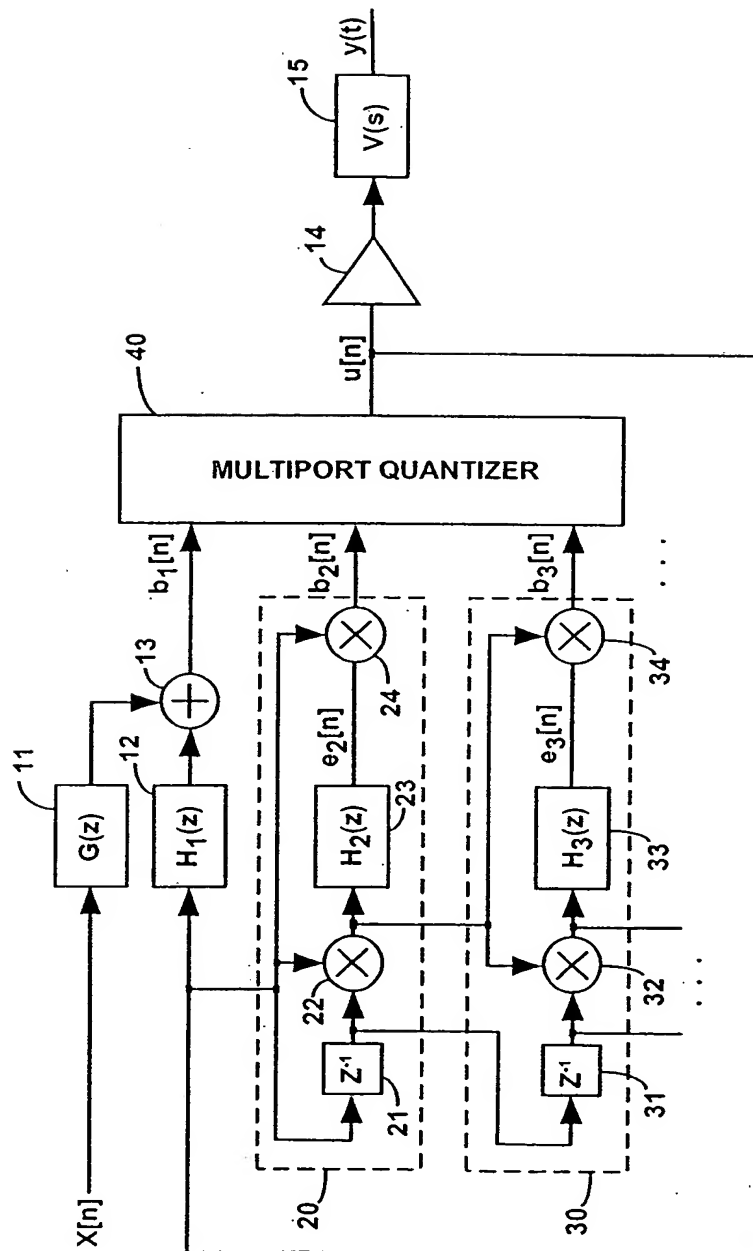 X[n]
11
G(z)
12
H1(z)
13
+
b1[n]
40
MULTIPORT QUANTIZER
u[n]
14
15
V(s)
y(t)
20
Z-1
21
22
H2(z)
23
e2[n]
24
b2[n]
30
Z-1
31
32
H3(z)
33
e3[n]
34
b3[n]
. . .
. . .